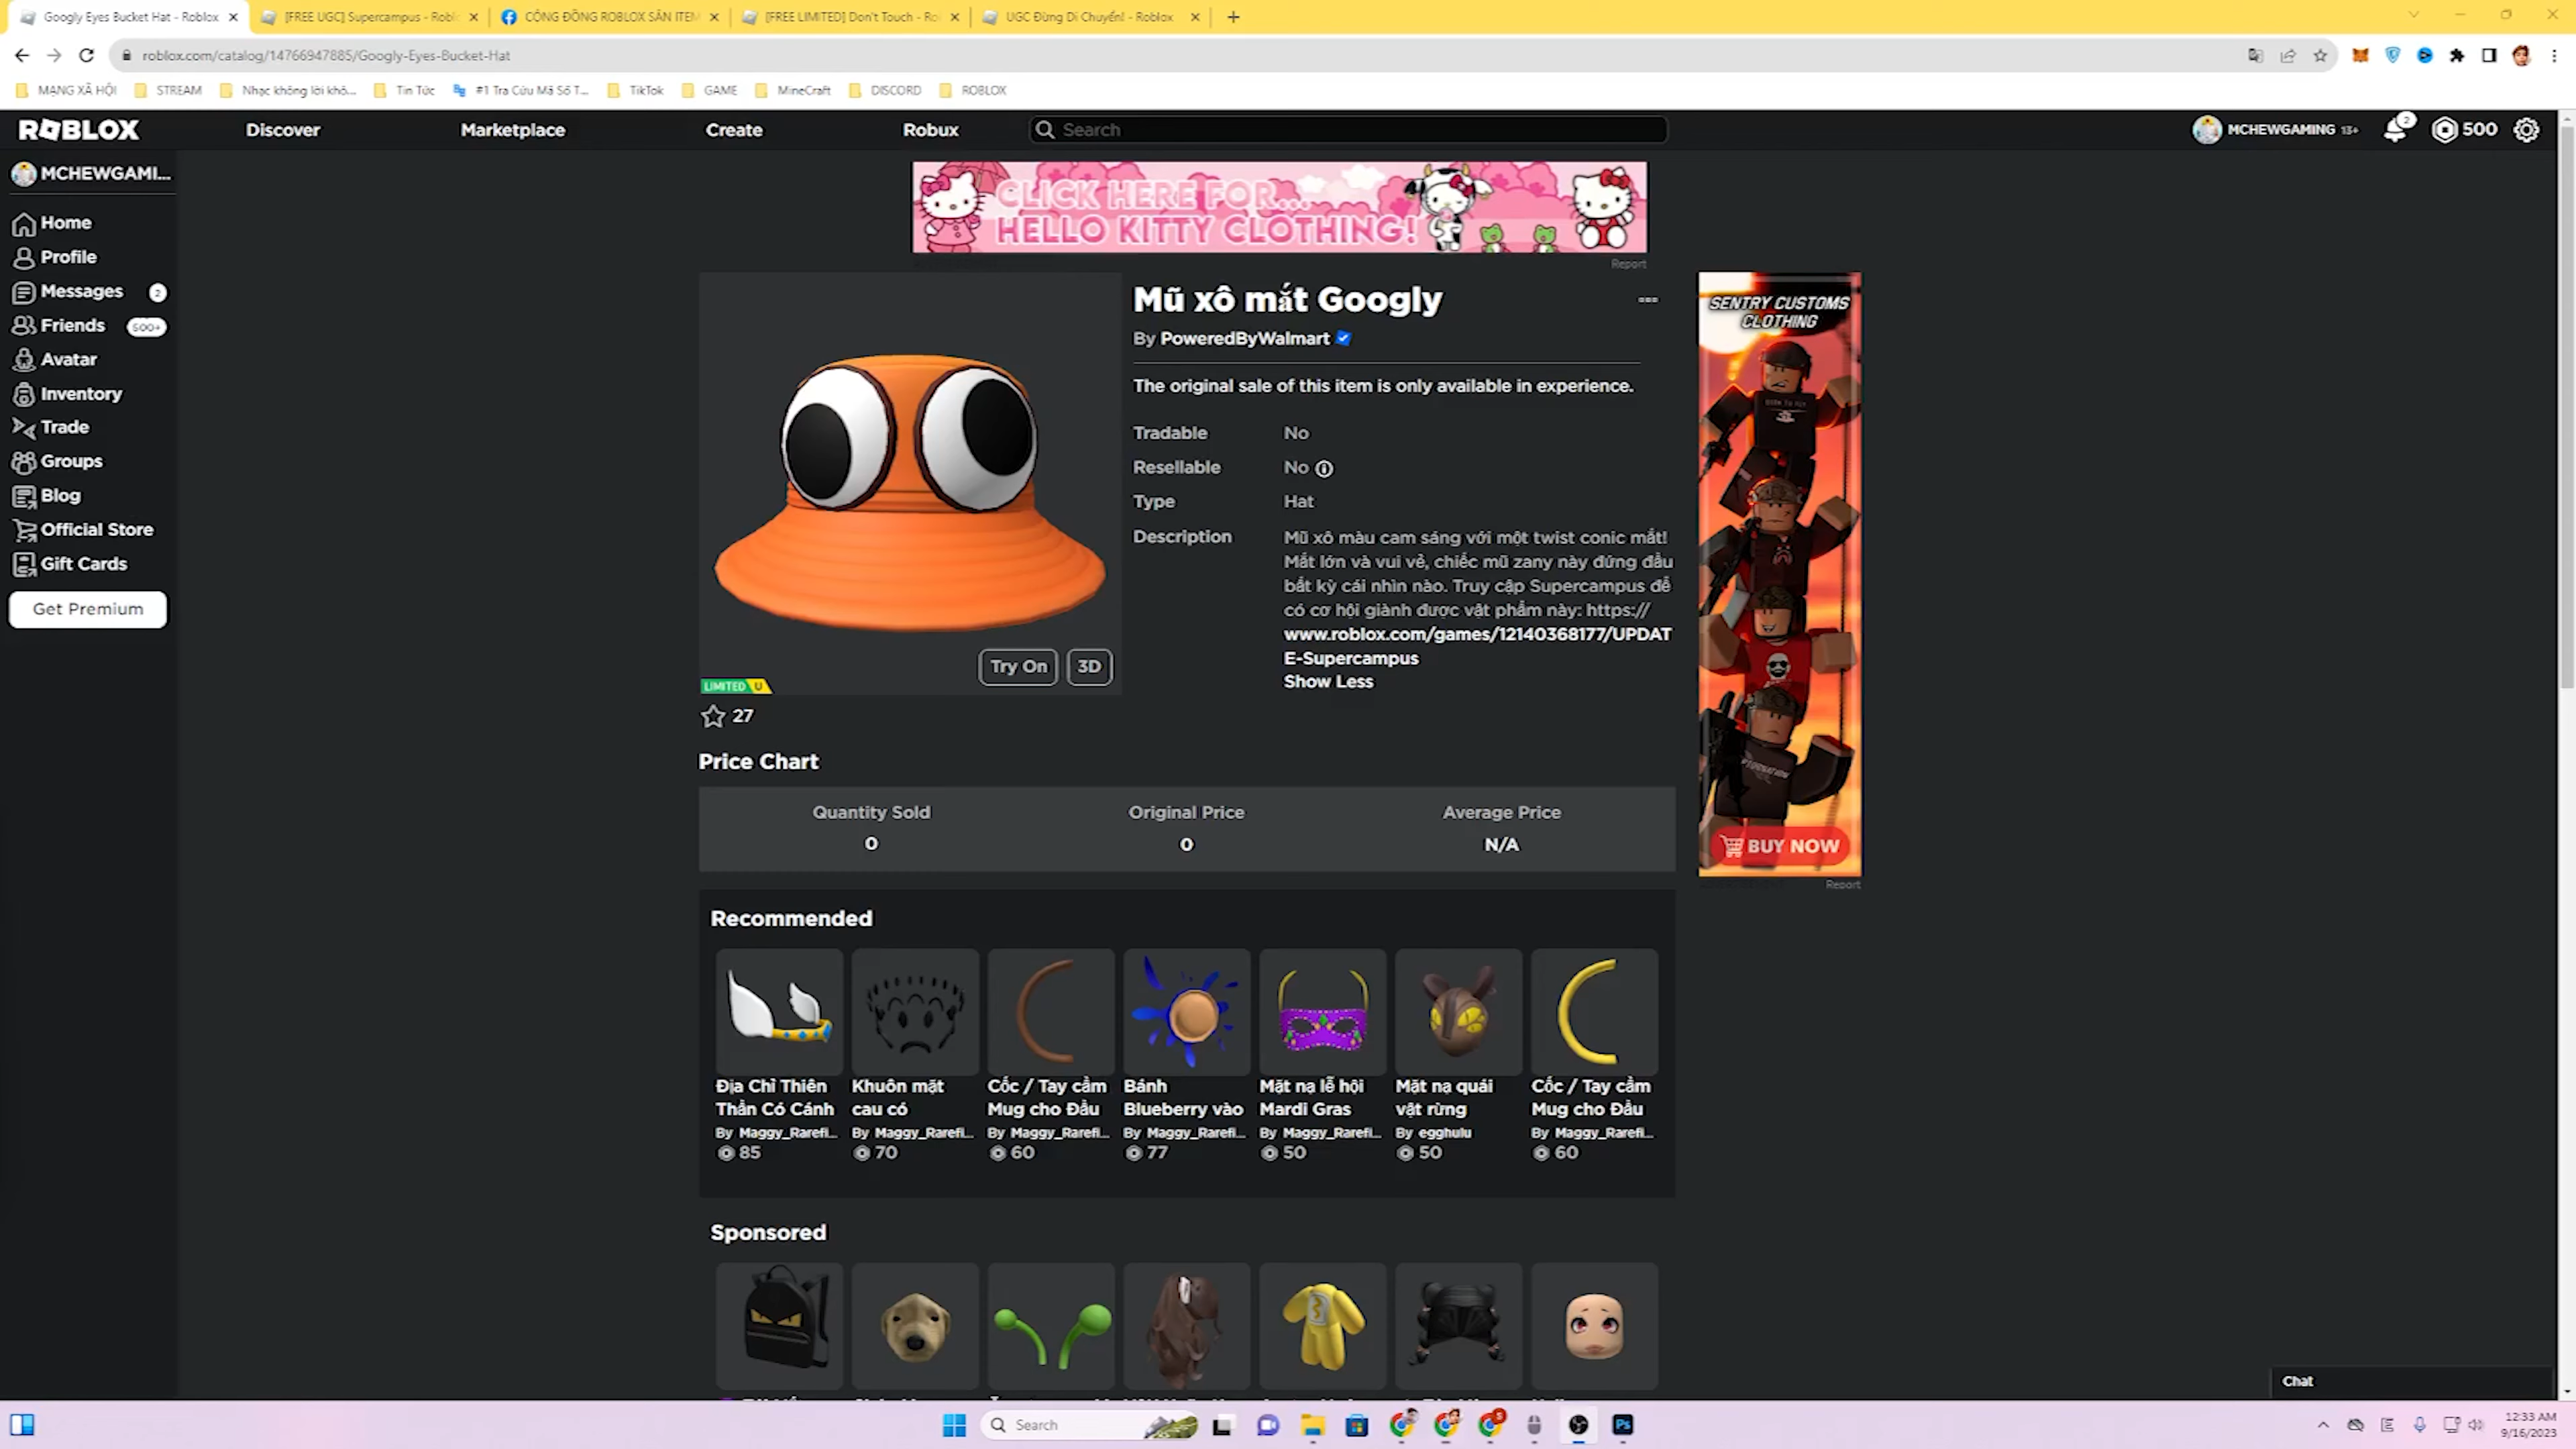 Googly Eyes Bucket Hat - Roblox
[FREE UGC] Supercampus - Robl
CỘNG ĐỒNG ROBLOX SĂN ITEM
[FREE LIMITED] Don't Touch - Ro
UGC Đừng Di Chuyển! - Roblox
roblox.com/catalog/14766947885/Googly-Eyes-Bucket-Hat
MẠNG XÃ HỘI
STREAM
Nhạc không lời khô...
Tin Tức
#1 Tra Cứu Mã Số T...
TikTok
GAME
MineCraft
DISCORD
ROBLOX
ROBLOX
Discover
Marketplace
Create
Robux
Search
MCHEWGAMING 13+
2
500
MCHEWGAMI...
Home
Profile
Messages 2
Friends 500+
Avatar
Inventory
Trade
Groups
Blog
Official Store
Gift Cards
Get Premium
CLICK HERE FOR...
HELLO KITTY CLOTHING!
Report
Mũ xô mắt Googly
By PoweredByWalmart
The original sale of this item is only available in experience.
Tradable No
Resellable No
Type Hat
Description Mũ xô màu cam sáng với một twist conic mắt!
Mắt lớn và vui vẻ, chiếc mũ zany này đứng đầu
bất kỳ cái nhìn nào. Truy cập Supercampus để
có cơ hội giành được vật phẩm này: https://
www.roblox.com/games/12140368177/UPDAT
E-Supercampus
Show Less
Try On
3D
LIMITED U
27
SENTRY CUSTOMS
CLOTHING
BUY NOW
Report
Price Chart
Quantity Sold Original Price Average Price
0 0 N/A
Recommended
Địa Chỉ Thiên
Thần Có Cánh
By Maggy_Rarefi...
85
Khuôn mặt
cau có
By Maggy_Rarefi...
70
Cốc / Tay cầm
Mug cho Đầu
By Maggy_Rarefi...
60
Bánh
Blueberry vào
By Maggy_Rarefi...
77
Mặt nạ lễ hội
Mardi Gras
By Maggy_Rarefi...
50
Mặt nạ quái
vật rừng
By egghulu
50
Cốc / Tay cầm
Mug cho Đầu
By Maggy_Rarefi...
60
Sponsored
Chat
Search
Ps
12:33 AM
9/16/2023